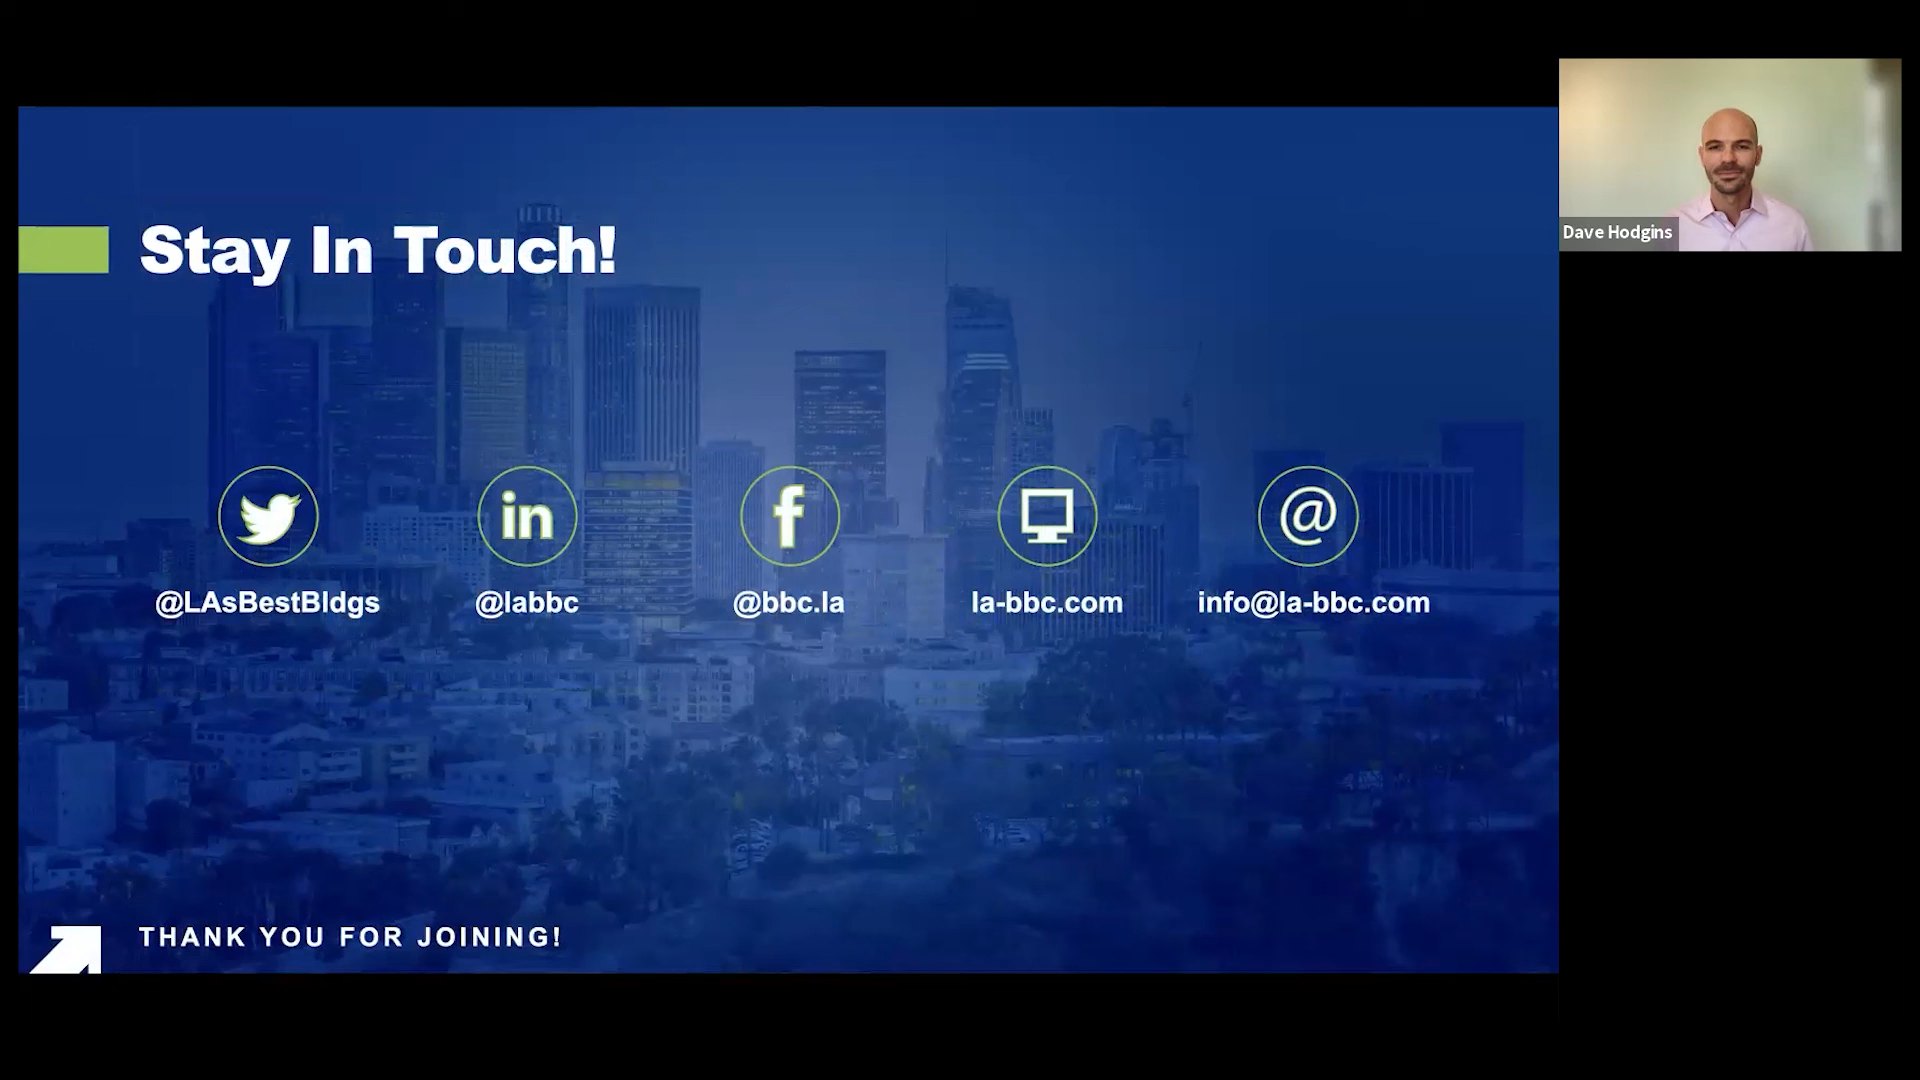 Stay In Touch!
@LAsBestBldgs
@labbc
@bbc.la
la-bbc.com
info@la-bbc.com
THANK YOU FOR JOINING!
Dave Hodgins